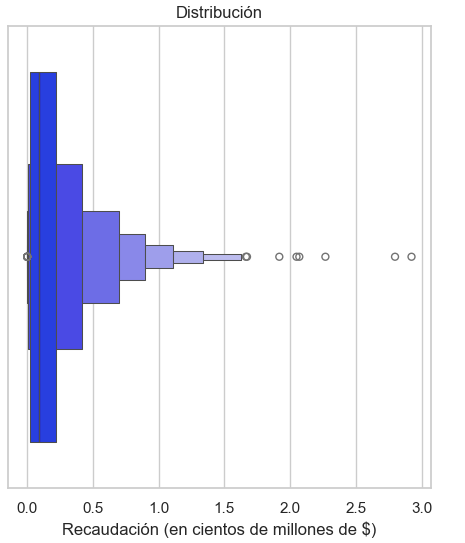 Distribución
0.0 0.5 1.0 1.5 2.0 2.5 3.0
Recaudación (en cientos de millones de $)